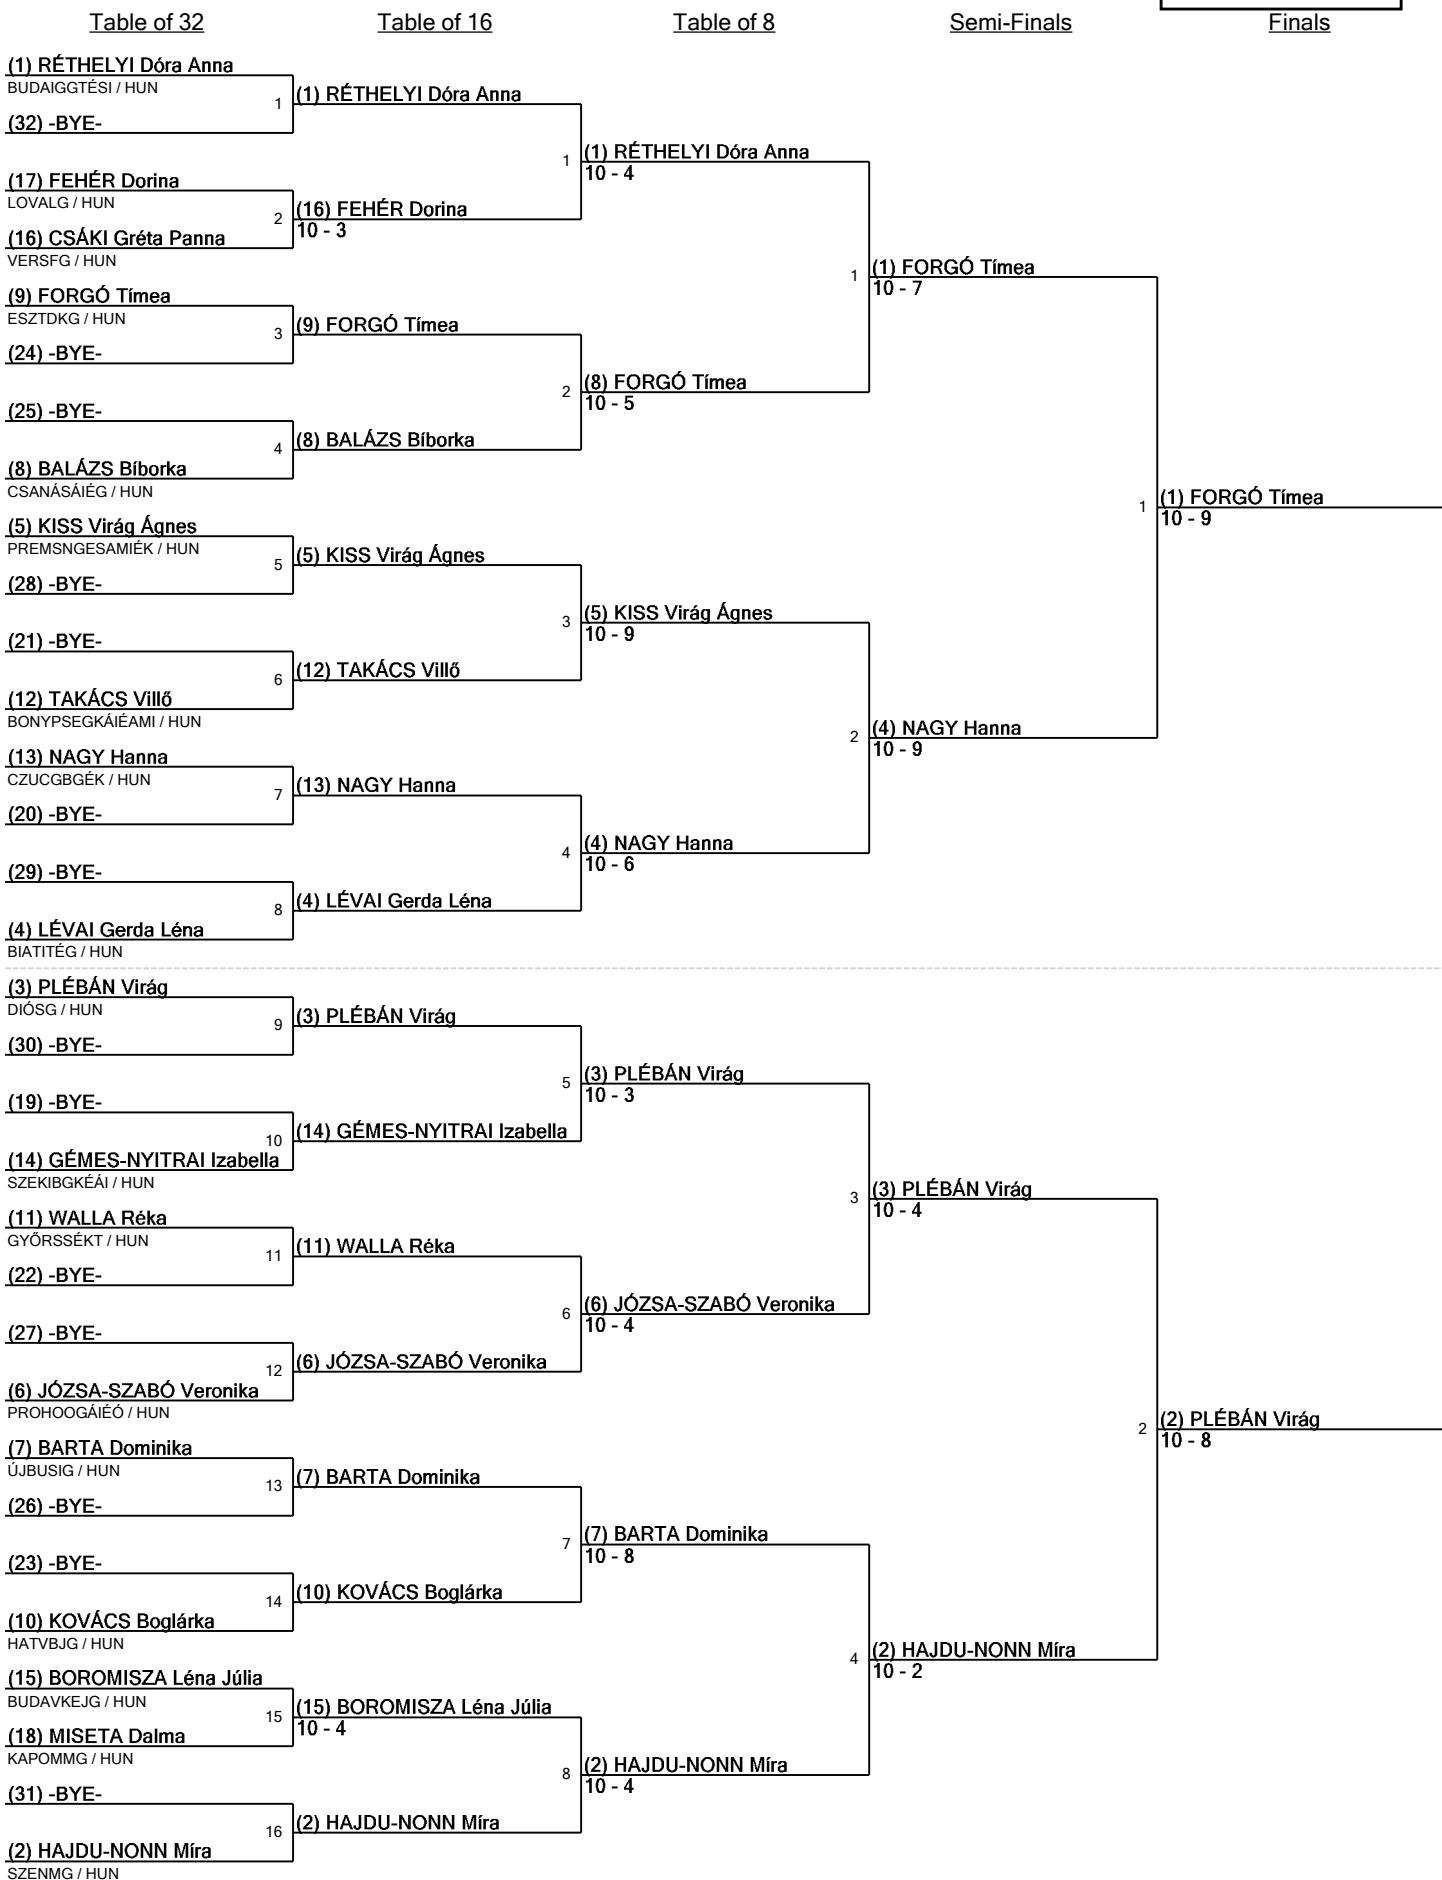 Table of 32
Table of 16
Table of 8
Semi-Finals
Finals
(1) RÉTHELYI Dóra Anna
BUDAIGGTÉSI / HUN
1
(32) -BYE-
(17) FEHÉR Dorina
LOVALG / HUN
2
(16) CSÁKI Gréta Panna
VERSFG / HUN
(9) FORGÓ Tímea
ESZTDKG / HUN
3
(24) -BYE-
(25) -BYE-
4
(8) BALÁZS Bíborka
CSANÁSÁIÉG / HUN
(5) KISS Virág Ágnes
PREMSNGESAMIÉK / HUN
5
(28) -BYE-
(21) -BYE-
6
(12) TAKÁCS Villő
BONYPSEGKÁIÉAMI / HUN
(13) NAGY Hanna
CZUCGBGÉK / HUN
7
(20) -BYE-
(29) -BYE-
8
(4) LÉVAI Gerda Léna
BIATITÉG / HUN
(3) PLÉBÁN Virág
DIÓSG / HUN
9
(30) -BYE-
(19) -BYE-
10
(14) GÉMES-NYITRAI Izabella
SZEKIBGKÉÁI / HUN
(11) WALLA Réka
GYŐRSSÉKT / HUN
11
(22) -BYE-
(27) -BYE-
12
(6) JÓZSA-SZABÓ Veronika
PROHOOGÁIÉÓ / HUN
(7) BARTA Dominika
ÚJBUSIG / HUN
13
(26) -BYE-
(23) -BYE-
14
(10) KOVÁCS Boglárka
HATVBJG / HUN
(15) BOROMISZA Léna Júlia
BUDAVKEJG / HUN
15
(18) MISETA Dalma
KAPOMMG / HUN
(31) -BYE-
16
(2) HAJDU-NONN Míra
SZENMG / HUN
(1) RÉTHELYI Dóra Anna
1
(16) FEHÉR Dorina
10 - 3
(9) FORGÓ Tímea
2
(8) BALÁZS Bíborka
(5) KISS Virág Ágnes
3
(12) TAKÁCS Villő
(13) NAGY Hanna
4
(4) LÉVAI Gerda Léna
(3) PLÉBÁN Virág
5
(14) GÉMES-NYITRAI Izabella
(11) WALLA Réka
6
(6) JÓZSA-SZABÓ Veronika
(7) BARTA Dominika
7
(10) KOVÁCS Boglárka
(15) BOROMISZA Léna Júlia
10 - 4
8
(2) HAJDU-NONN Míra
(1) RÉTHELYI Dóra Anna
10 - 4
1
(8) FORGÓ Tímea
10 - 5
(5) KISS Virág Ágnes
10 - 9
2
(4) NAGY Hanna
10 - 6
(3) PLÉBÁN Virág
10 - 3
3
(6) JÓZSA-SZABÓ Veronika
10 - 4
(7) BARTA Dominika
10 - 8
4
(2) HAJDU-NONN Míra
10 - 4
(1) FORGÓ Tímea
10 - 7
1
(4) NAGY Hanna
10 - 9
(3) PLÉBÁN Virág
10 - 4
2
(2) HAJDU-NONN Míra
10 - 2
(1) FORGÓ Tímea
10 - 9
(2) PLÉBÁN Virág
10 - 8